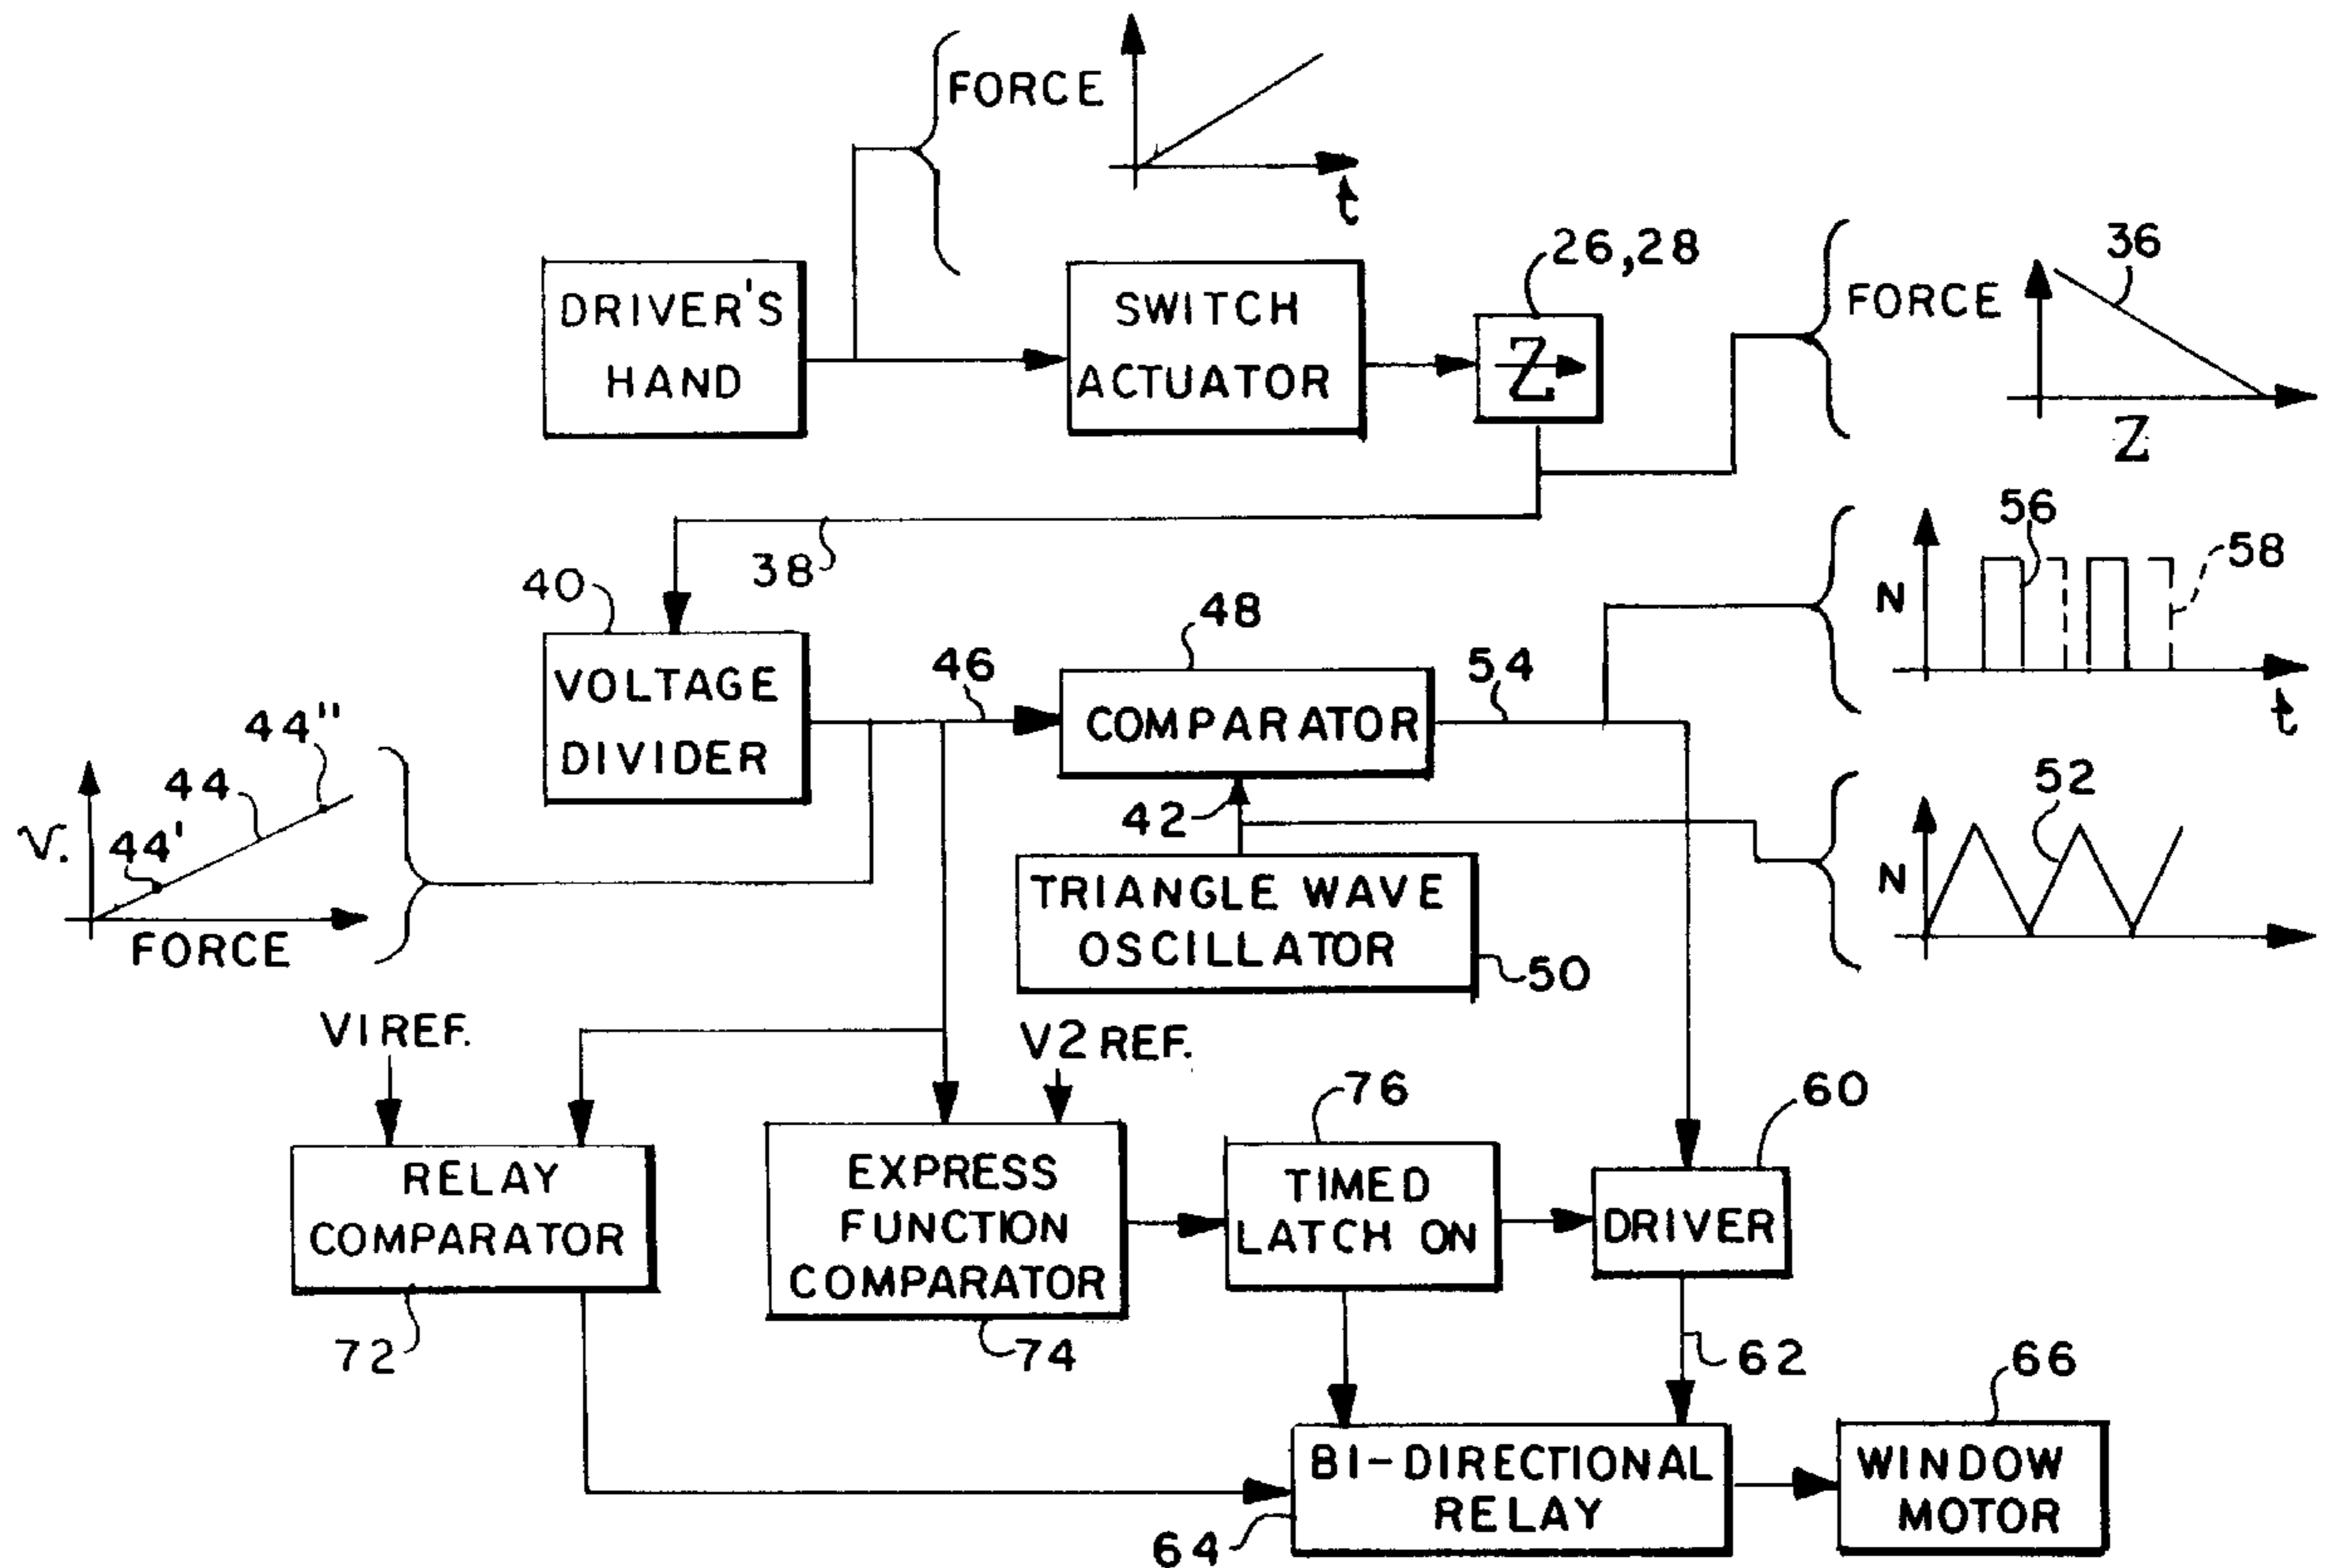 FORCE
t
DRIVER'S
HAND
SWITCH
ACTUATOR
26,28
Z
FORCE
36
Z
38
40
VOLTAGE
DIVIDER
46
48
COMPARATOR
54
56
58
N
t
44"
44
44'
V.
FORCE
42
TRIANGLE WAVE
OSCILLATOR
50
52
N
V1 REF.
V2 REF.
RELAY
COMPARATOR
72
EXPRESS
FUNCTION
COMPARATOR
74
76
TIMED
LATCH ON
60
DRIVER
62
64
BI-DIRECTIONAL
RELAY
66
WINDOW
MOTOR